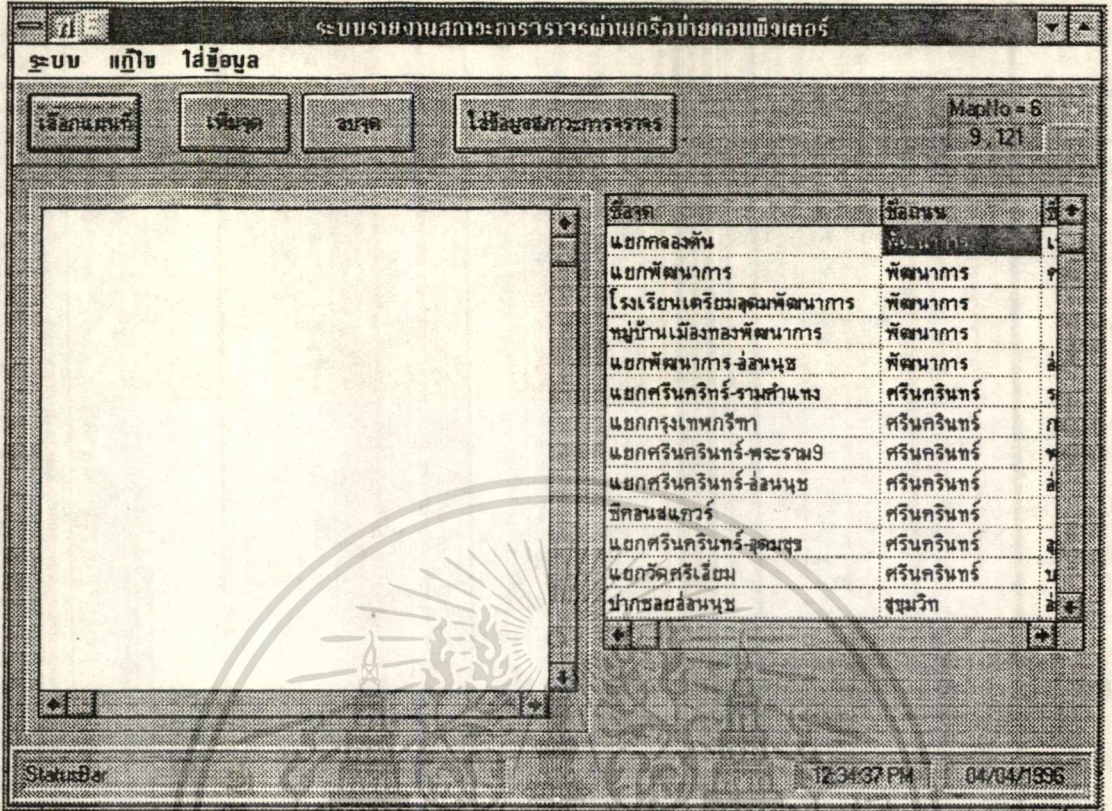 ระบบรายงานสภาวะการจราจรผ่านเครือข่ายคอมพิวเตอร์
ระบบ แก้ไข ใส่ข้อมูล
เลือกแผนที่ เพิ่มจุด ลบจุด ใส่ข้อมูลสภาวะการจราจร
MapNo = 6
9 , 121
ชื่อจุด ชื่อถนน ชื่
แยกคลองตัน พัฒนาการ
แยกพัฒนาการ พัฒนาการ
โรงเรียนเตรียมอุดมพัฒนาการ พัฒนาการ
หมู่บ้านเมืองทองพัฒนาการ พัฒนาการ
แยกพัฒนาการ-อ่อนนุช พัฒนาการ อ่
แยกศรีนคริทร์-รามคำแหง ศรีนครินทร์ ร
แยกกรุงเทพกรีฑา ศรีนครินทร์ ก
แยกศรีนครินทร์-พระราม9 ศรีนครินทร์ พ
แยกศรีนครินทร์-อ่อนนุช ศรีนครินทร์ อ่
ซีคอนสแควร์ ศรีนครินทร์
แยกศรีนครินทร์-อุดมสุข ศรีนครินทร์ อุ
แยกวัดศรีเอี่ยม ศรีนครินทร์ บ
ปากซอยอ่อนนุช สุขุมวิท อ่
StatusBar 12:34:37 PM 04/04/1996